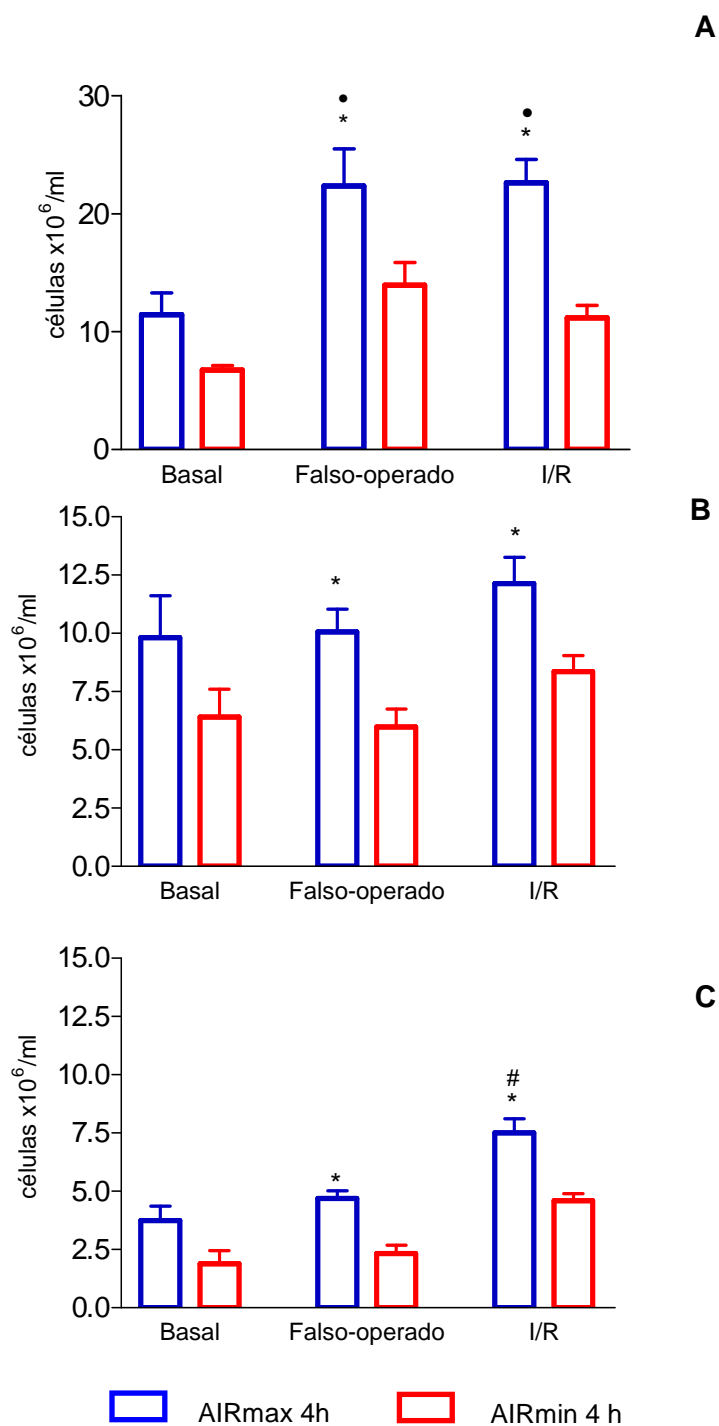 A
células x10⁶/ml
30
20
10
0
●
*
●
*
Basal Falso-operado I/R
B
células x10⁶/ml
15.0
12.5
10.0
7.5
5.0
2.5
0.0
*
*
Basal Falso-operado I/R
C
células x10⁶/ml
15.0
12.5
10.0
7.5
5.0
2.5
0.0
*
#
*
Basal Falso-operado I/R
AIRmax 4h AIRmin 4 h